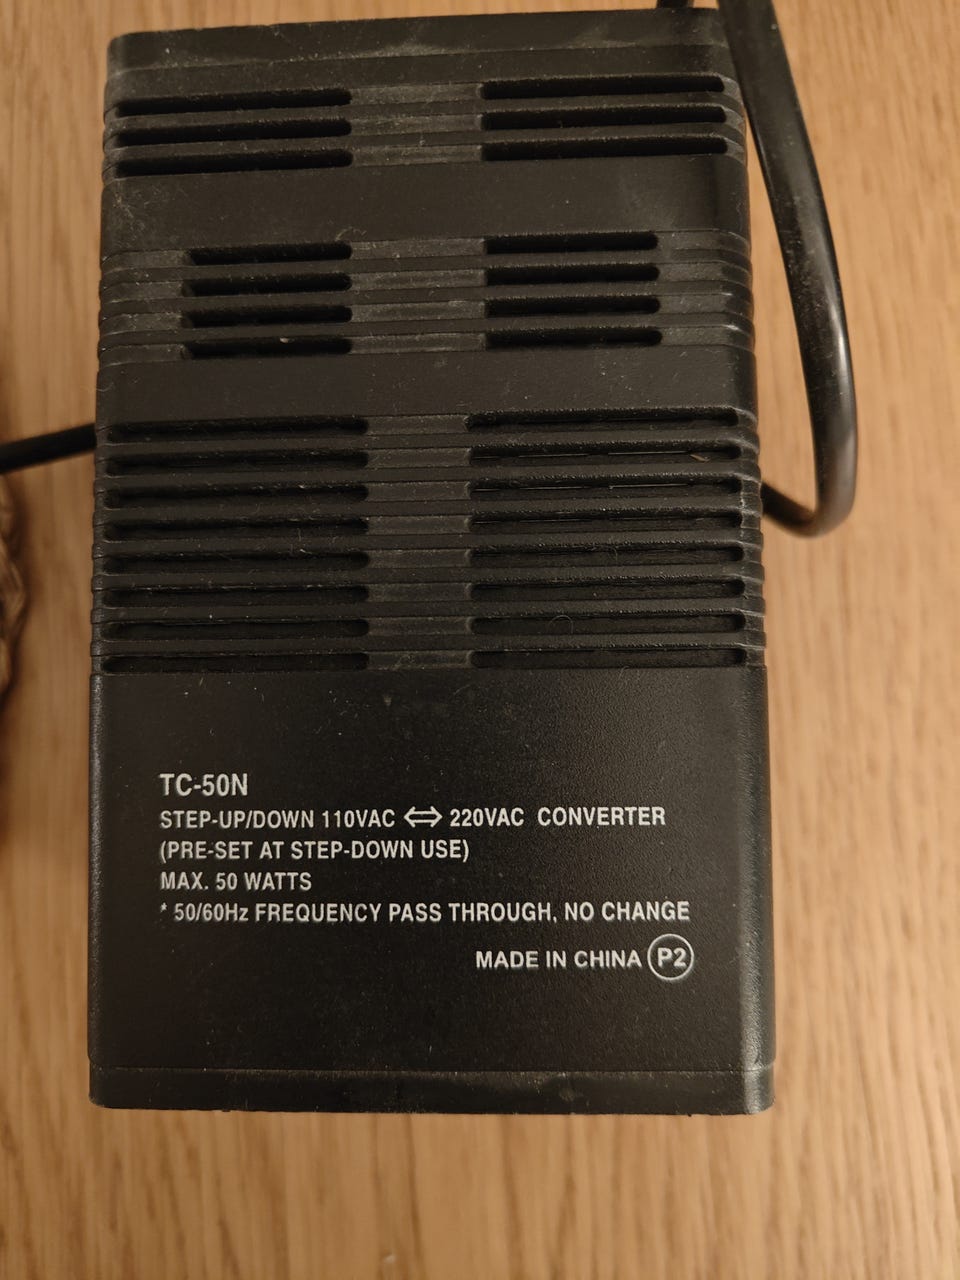 TC-50N
STEP-UP/DOWN 110VAC ⇔ 220VAC CONVERTER
(PRE-SET AT STEP-DOWN USE)
MAX. 50 WATTS
* 50/60Hz FREQUENCY PASS THROUGH, NO CHANGE
MADE IN CHINA P2